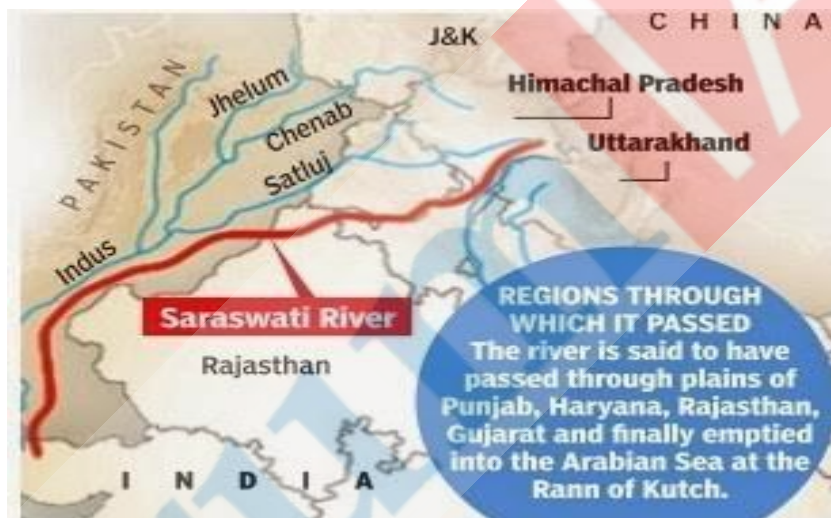 CHINA
J&K
Himachal Pradesh
PAKISTAN
Jhelum
Chenab
Uttarakhand
Satluj
Indus
Saraswati River
Rajasthan
INDIA
REGIONS THROUGH
WHICH IT PASSED
The river is said to have
passed through plains of
Punjab, Haryana, Rajasthan,
Gujarat and finally emptied
into the Arabian Sea at the
Rann of Kutch.